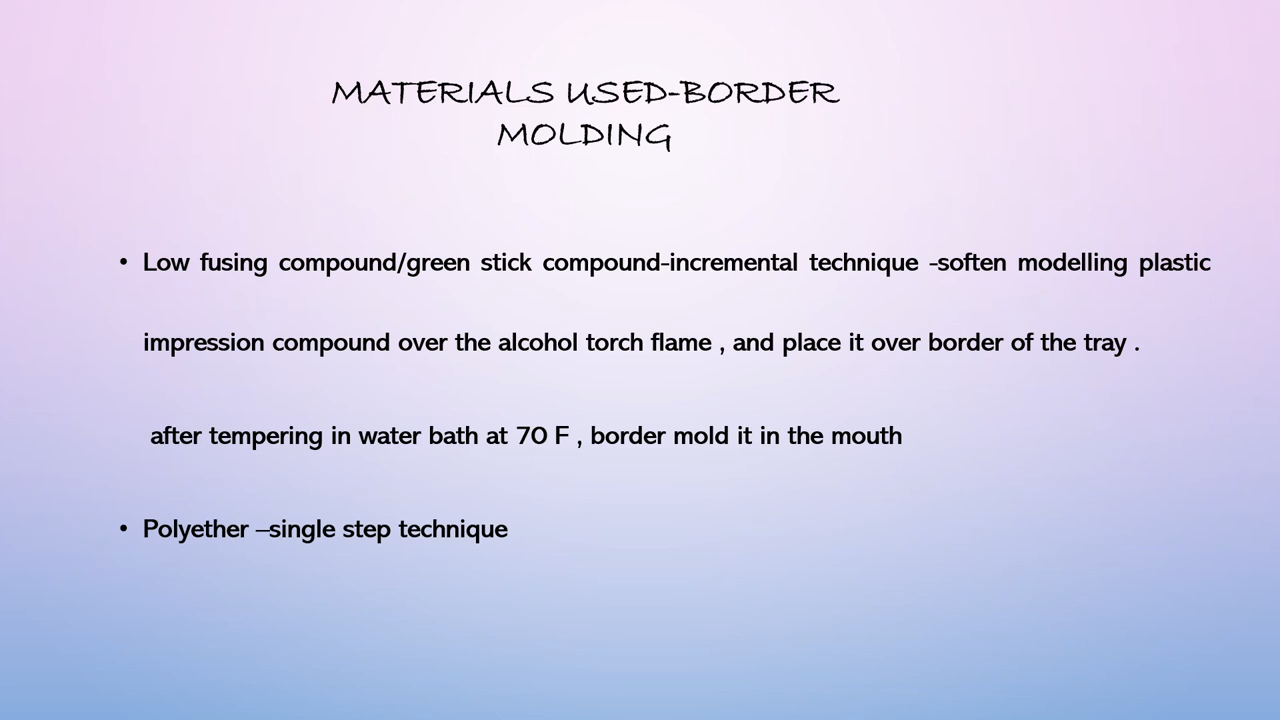 MATERIALS USED-BORDER
MOLDING
• Low fusing compound/green stick compound-incremental technique -soften modelling plastic
impression compound over the alcohol torch flame , and place it over border of the tray .
after tempering in water bath at 70 F , border mold it in the mouth
• Polyether –single step technique